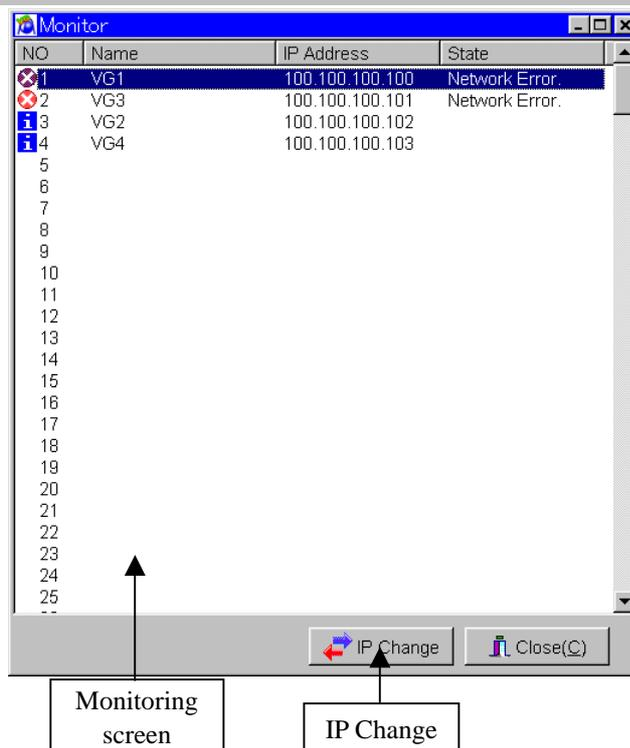 Monitor
NO Name IP Address State
1 VG1 100.100.100.100 Network Error.
2 VG3 100.100.100.101 Network Error.
3 VG2 100.100.100.102
4 VG4 100.100.100.103
5
6
7
8
9
10
11
12
13
14
15
16
17
18
19
20
21
22
23
24
25
IP Change Close(C)
Monitoring
screen
IP Change